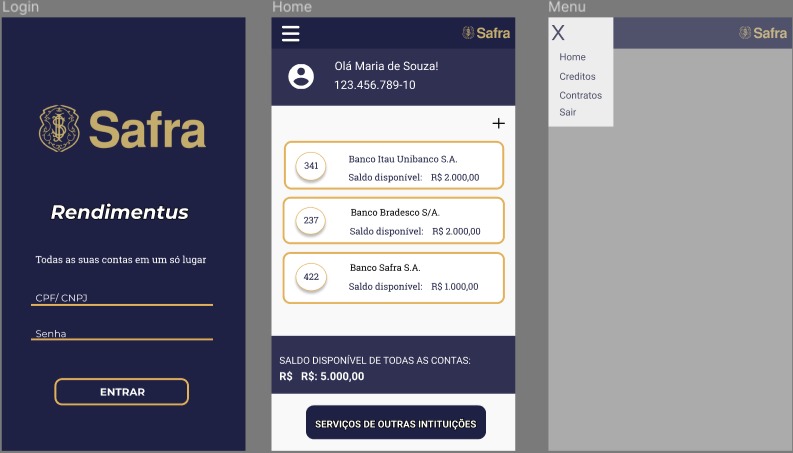 Login
Safra
Rendimentus
Todas as suas contas em um só lugar
CPF/ CNPJ
Senha
ENTRAR
Home
Safra
Olá Maria de Souza!
123.456.789-10
+
341
Banco Itau Unibanco S.A.
Saldo disponível: R$ 2.000,00
237
Banco Bradesco S/A.
Saldo disponível: R$ 2.000,00
422
Banco Safra S.A.
Saldo disponível: R$ 1.000,00
SALDO DISPONÍVEL DE TODAS AS CONTAS:
R$ R$: 5.000,00
SERVIÇOS DE OUTRAS INTITUIÇÕES
Menu
X
Safra
Home
Creditos
Contratos
Sair